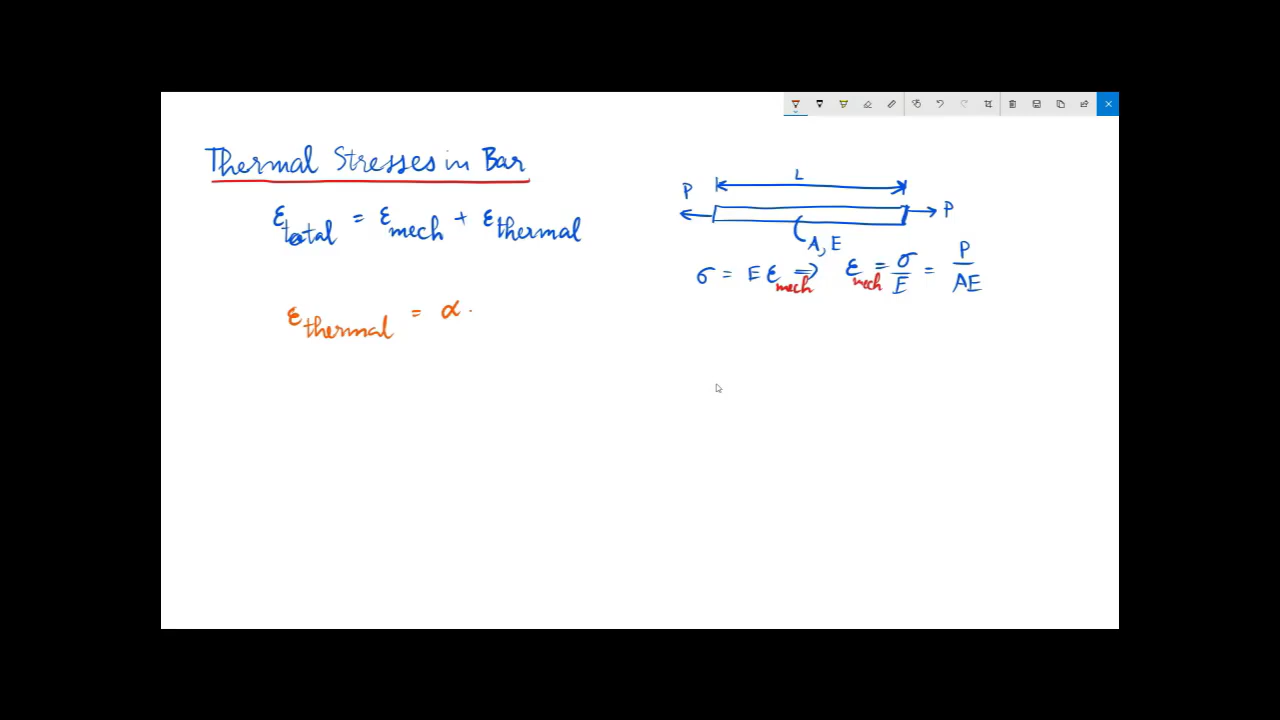 Thermal Stresses in Bar
ε_total = ε_mech + ε_thermal
ε_thermal = α ·
L
P P
A, E
σ = E ε_mech ⇒ ε_mech = σ/E = P/AE